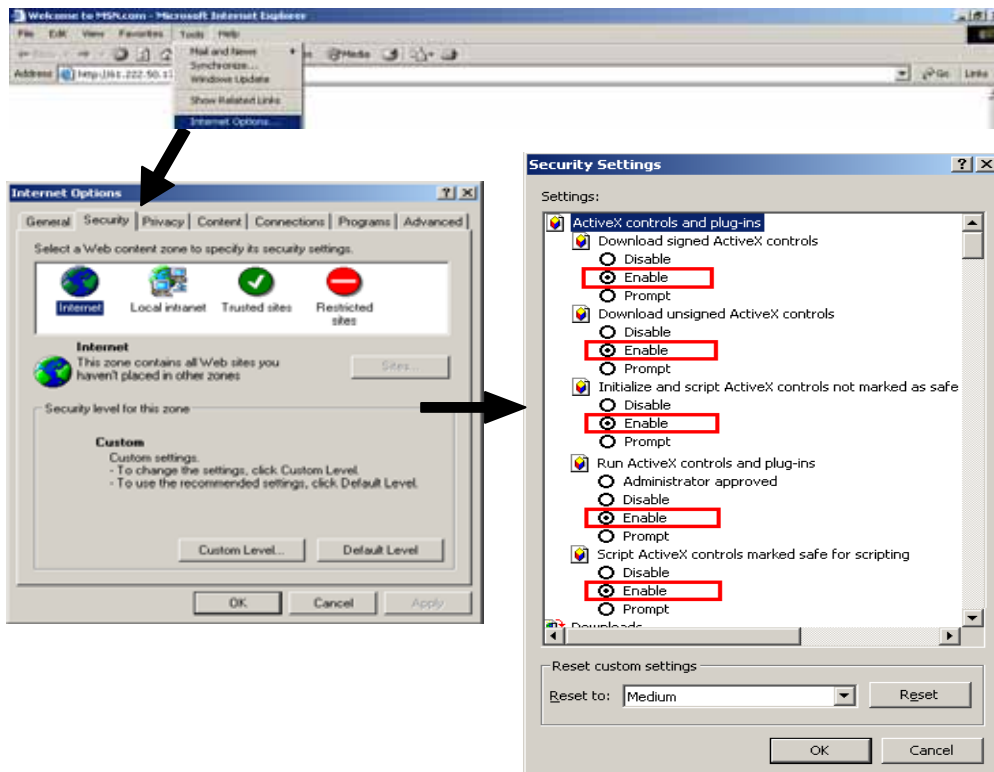 Welcome to MSN.com - Microsoft Internet Explorer
File Edit View Favorites Tools Help
Mail and News
Media
Synchronize...
Windows Update
Address
Go Links
Show Related Links
Internet Options...
Internet Options
General Security Privacy Content Connections Programs Advanced
Select a Web content zone to specify its security settings.
Internet Local intranet Trusted sites Restricted sites
Internet
This zone contains all Web sites you
haven't placed in other zones
Sites...
Security level for this zone
Custom
Custom settings.
- To change the settings, click Custom Level.
- To use the recommended settings, click Default Level.
Custom Level... Default Level
OK Cancel Apply
Security Settings
Settings:
ActiveX controls and plug-ins
Download signed ActiveX controls
Disable
Enable
Prompt
Download unsigned ActiveX controls
Disable
Enable
Prompt
Initialize and script ActiveX controls not marked as safe
Disable
Enable
Prompt
Run ActiveX controls and plug-ins
Administrator approved
Disable
Enable
Prompt
Script ActiveX controls marked safe for scripting
Disable
Enable
Prompt
Downloads
Reset custom settings
Reset to: Medium Reset
OK Cancel